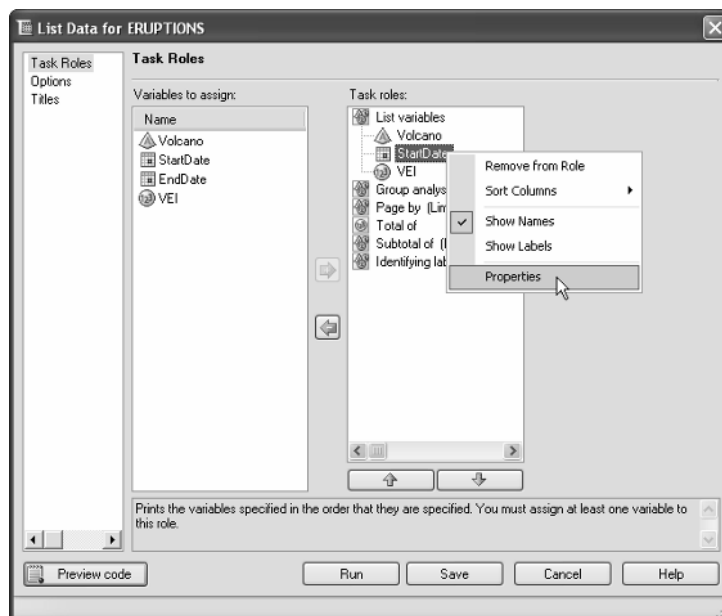 List Data for ERUPTIONS
Task Roles
Options
Titles
Task Roles
Variables to assign:
Name
Volcano
StartDate
EndDate
VEI
Task roles:
List variables
Volcano
StartDate
VEI
Group analys
Page by (Lim
Total of
Subtotal of (
Identifying lab
Remove from Role
Sort Columns
Show Names
Show Labels
Properties
Prints the variables specified in the order that they are specified. You must assign at least one variable to
this role.
Preview code
Run
Save
Cancel
Help